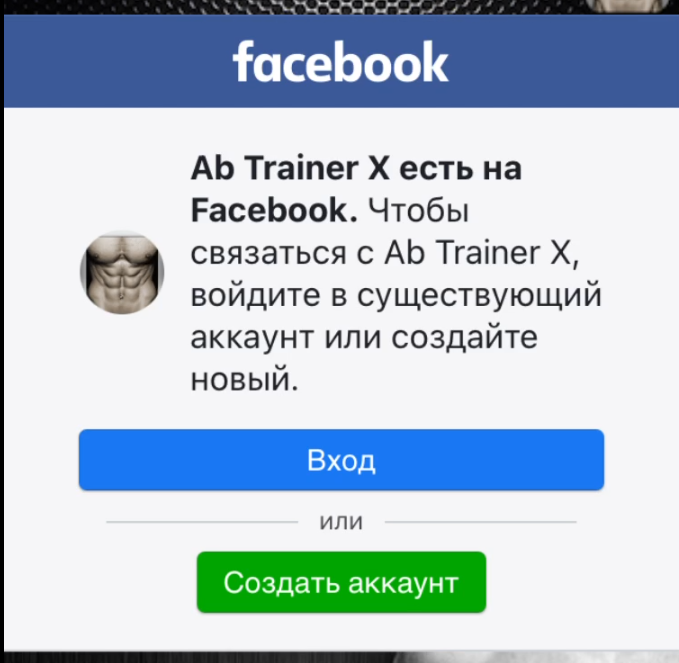 facebook
Ab Trainer X есть на
Facebook. Чтобы
связаться с Ab Trainer X,
войдите в существующий
аккаунт или создайте
новый.
Вход
или
Создать аккаунт